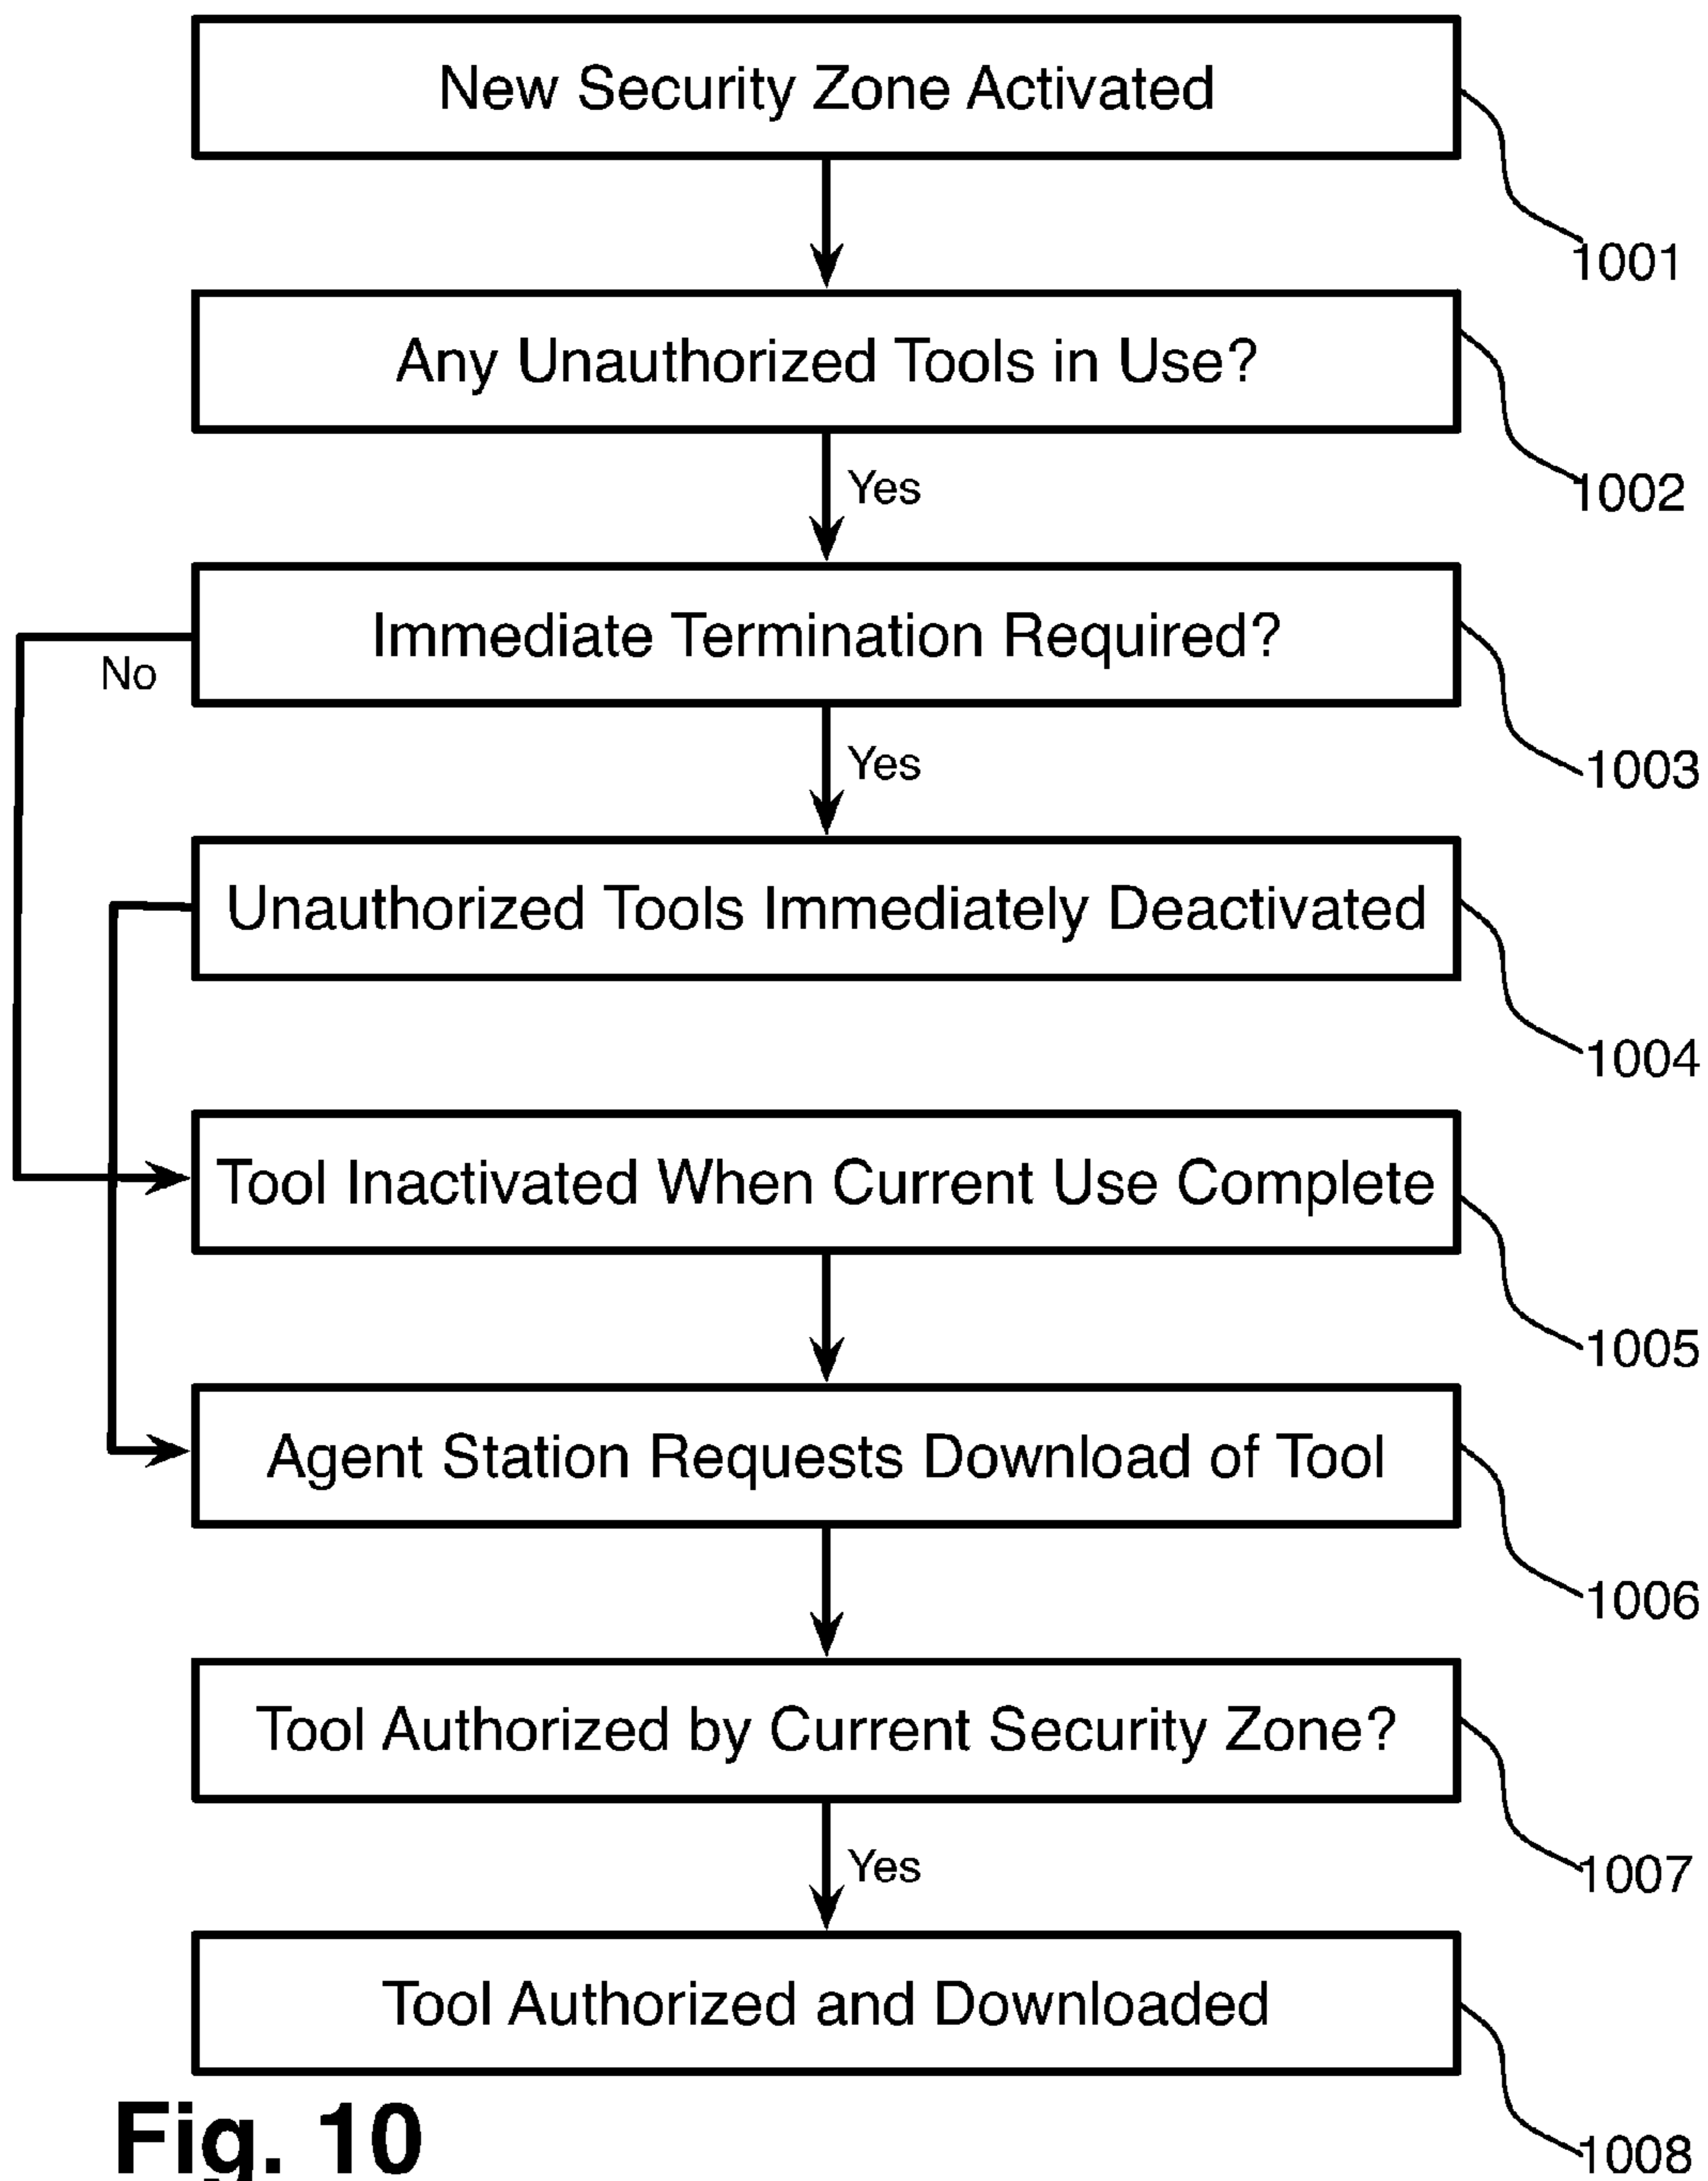 New Security Zone Activated
1001
Any Unauthorized Tools in Use?
1002
Yes
Immediate Termination Required?
No
1003
Yes
Unauthorized Tools Immediately Deactivated
1004
Tool Inactivated When Current Use Complete
1005
Agent Station Requests Download of Tool
1006
Tool Authorized by Current Security Zone?
1007
Yes
Tool Authorized and Downloaded
1008
Fig. 10